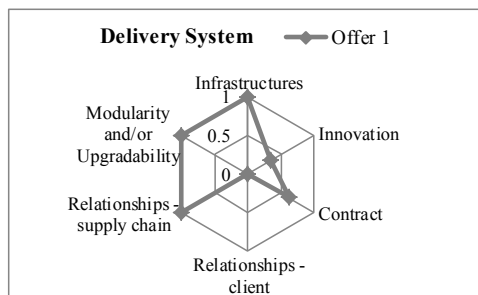 Delivery System
Offer 1
Infrastructures
1
Modularity
and/or
Upgradability
Innovation
0.5
0
Relationships -
supply chain
Contract
Relationships -
client